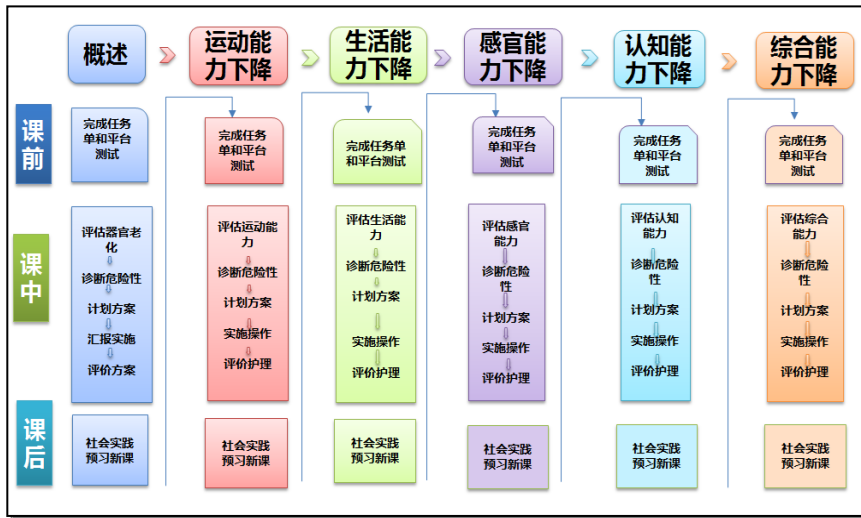 概述
运动能
力下降
生活能
力下降
感官能
力下降
认知能
力下降
综合能
力下降
课
前
完成任务
单和平台
测试
完成任务
单和平台
测试
完成任务单
和平台测试
完成任务
单和平台
测试
完成任务
单和平台
测试
完成任务
单和平台
测试
课
中
评估器官老
化
诊断危险性
计划方案
汇报实施
评价方案
评估运动能
力
诊断危险性
计划方案
实施操作
评价护理
评估生活能
力
诊断危险性
计划方案
实施操作
评价护理
评估感官
能力
诊断危险
性
计划方案
实施操作
评价护理
评估认知
能力
诊断危险
性
计划方案
实施操作
评价护理
评估综合
能力
诊断危险
性
计划方案
实施操作
评价护理
课
后
社会实践
预习新课
社会实践
预习新课
社会实践
预习新课
社会实践
预习新课
社会实践
预习新课
社会实践
预习新课